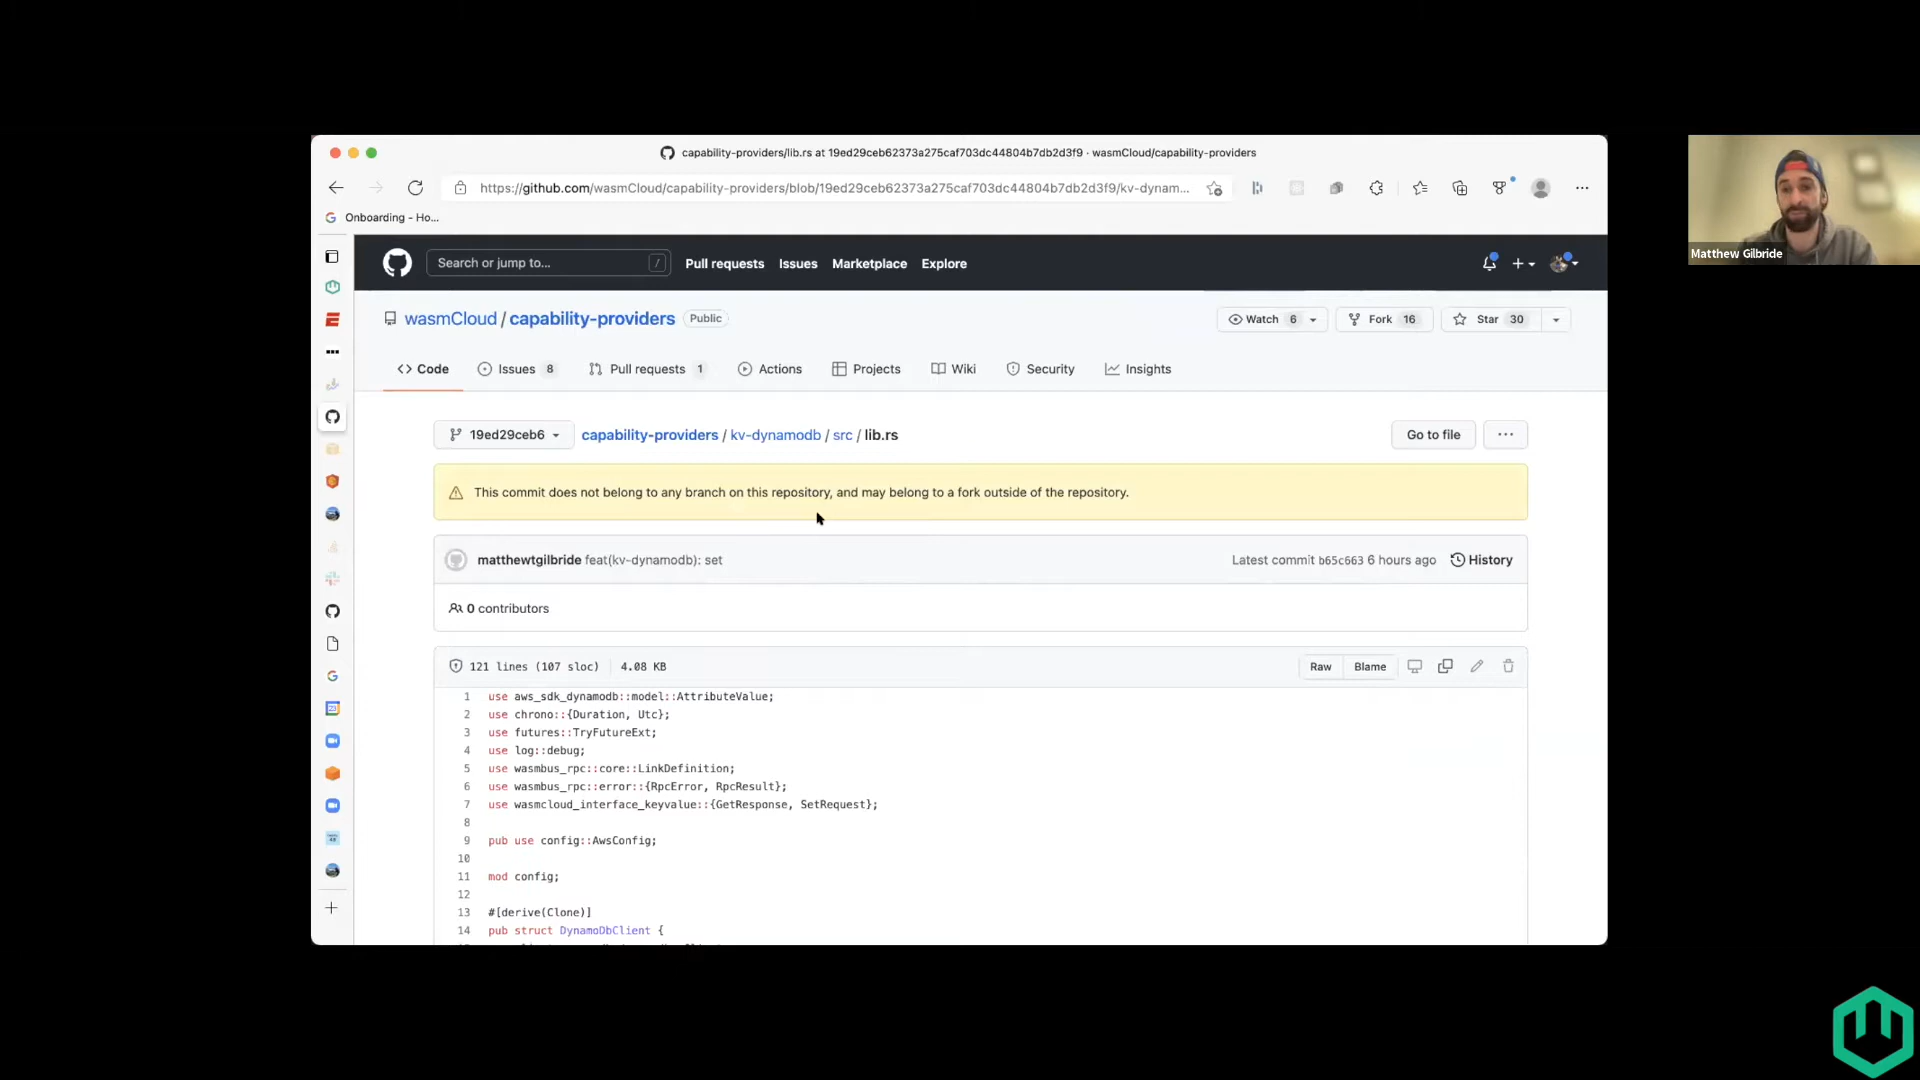 capability-providers/lib.rs at 19ed29ceb62373a275caf703dc44804b7db2d3f9 · wasmCloud/capability-providers
https://github.com/wasmCloud/capability-providers/blob/19ed29ceb62373a275caf703dc44804b7db2d3f9/kv-dynam...
Onboarding - Ho...
Matthew Gilbride
Search or jump to... /
Pull requests Issues Marketplace Explore
wasmCloud / capability-providers Public
Watch 6 Fork 16 Star 30
Code Issues 8 Pull requests 1 Actions Projects Wiki Security Insights
19ed29ceb6 capability-providers / kv-dynamodb / src / lib.rs Go to file ...
This commit does not belong to any branch on this repository, and may belong to a fork outside of the repository.
matthewtgilbride feat(kv-dynamodb): set Latest commit b65c663 6 hours ago History
0 contributors
121 lines (107 sloc) 4.08 KB Raw Blame
1 use aws_sdk_dynamodb::model::AttributeValue;
2 use chrono::{Duration, Utc};
3 use futures::TryFutureExt;
4 use log::debug;
5 use wasmbus_rpc::core::LinkDefinition;
6 use wasmbus_rpc::error::{RpcError, RpcResult};
7 use wasmcloud_interface_keyvalue::{GetResponse, SetRequest};
8
9 pub use config::AwsConfig;
10
11 mod config;
12
13 #[derive(Clone)]
14 pub struct DynamoDbClient {